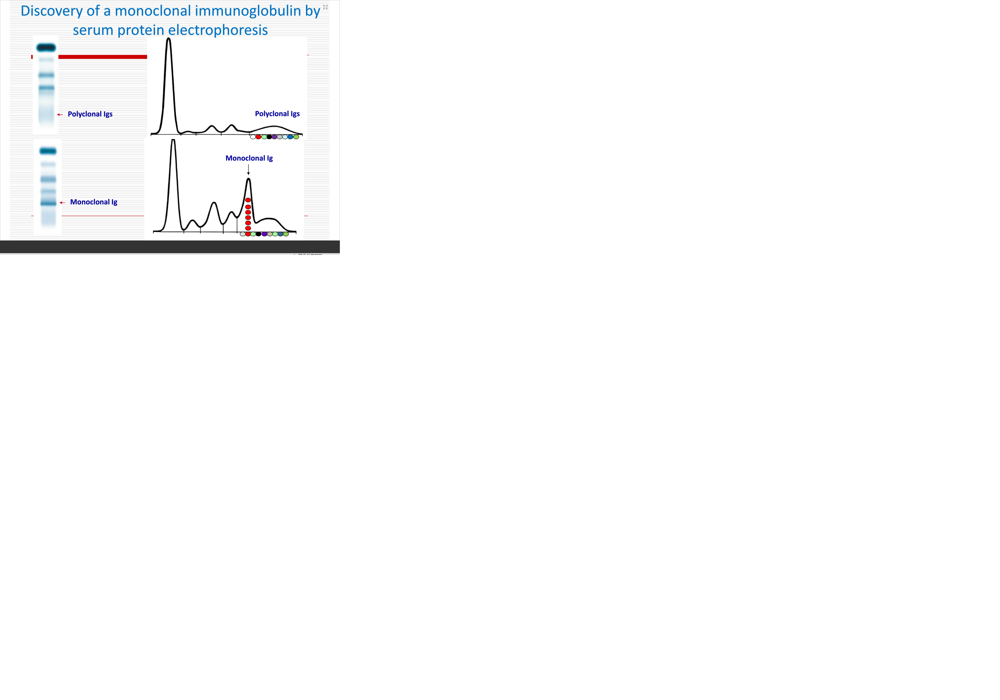 Discovery of a monoclonal immunoglobulin by
serum protein electrophoresis
Polyclonal Igs
Polyclonal Igs
Monoclonal Ig
Monoclonal Ig